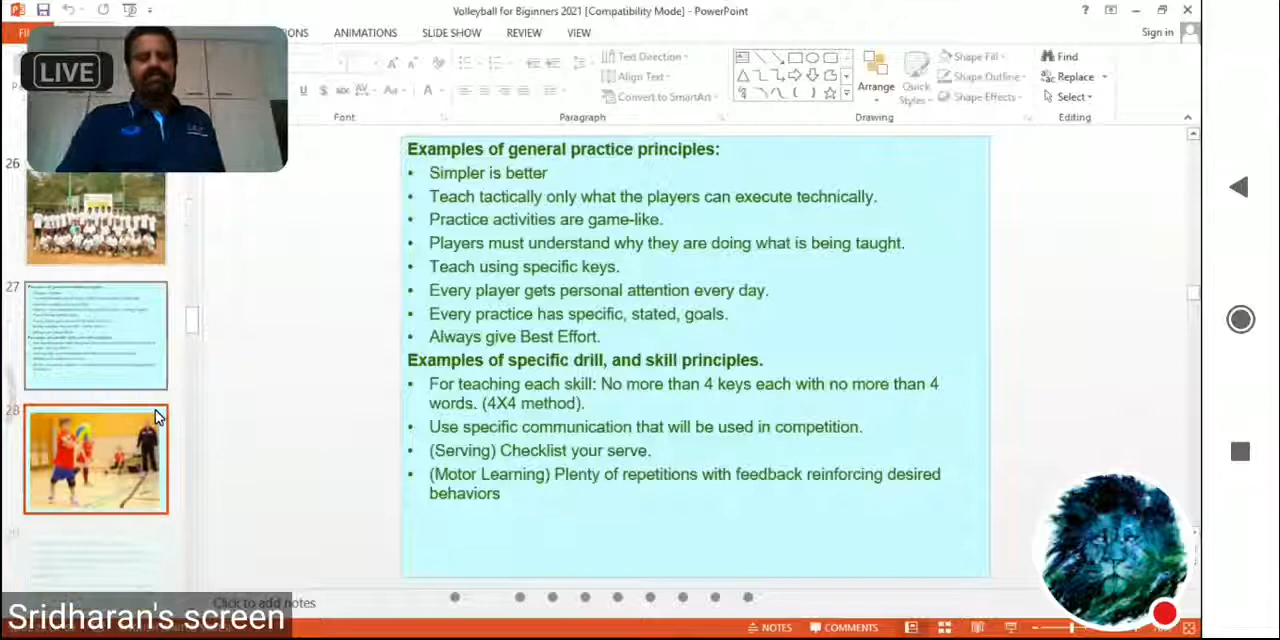 Volleyball for Biginners 2021 [Compatibility Mode] - PowerPoint
Sign in
ANIMATIONS SLIDE SHOW REVIEW VIEW
LIVE
Text Direction
Align Text
Convert to SmartArt
Arrange
Quick
Styles
Shape Fill
Shape Outline
Shape Effects
Find
Replace
Select
Font Paragraph Drawing Editing
26
27
28
Examples of general practice principles:
• Simpler is better
• Teach tactically only what the players can execute technically.
• Practice activities are game-like.
• Players must understand why they are doing what is being taught.
• Teach using specific keys.
• Every player gets personal attention every day.
• Every practice has specific, stated, goals.
• Always give Best Effort.
Examples of specific drill, and skill principles.
• For teaching each skill: No more than 4 keys each with no more than 4
words. (4X4 method).
• Use specific communication that will be used in competition.
• (Serving) Checklist your serve.
• (Motor Learning) Plenty of repetitions with feedback reinforcing desired
behaviors
Click to add notes
Sridharan's screen
NOTES COMMENTS